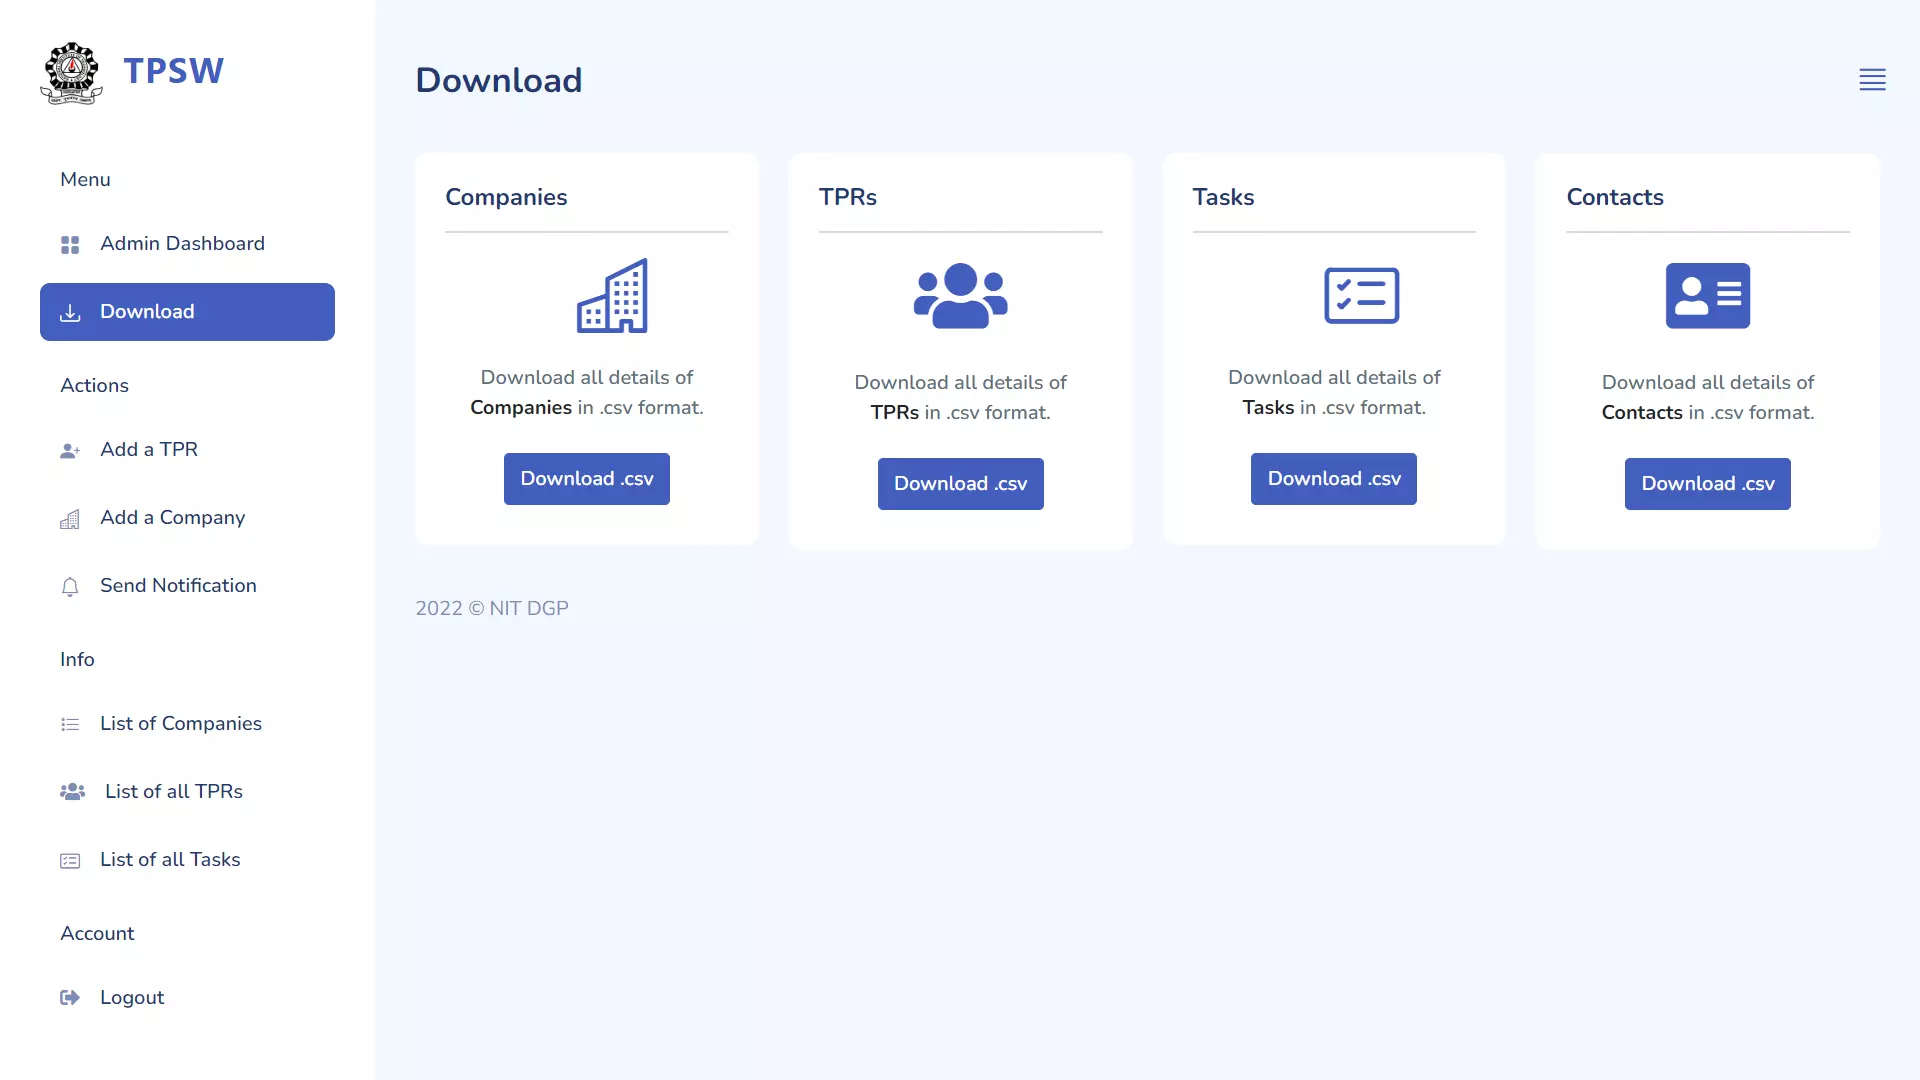 TPSW
Menu
Admin Dashboard
Download
Actions
Add a TPR
Add a Company
Send Notification
Info
List of Companies
List of all TPRs
List of all Tasks
Account
Logout
Download
Companies
Download all details of
Companies in .csv format.
Download .csv
TPRs
Download all details of
TPRs in .csv format.
Download .csv
Tasks
Download all details of
Tasks in .csv format.
Download .csv
Contacts
Download all details of
Contacts in .csv format.
Download .csv
2022 © NIT DGP